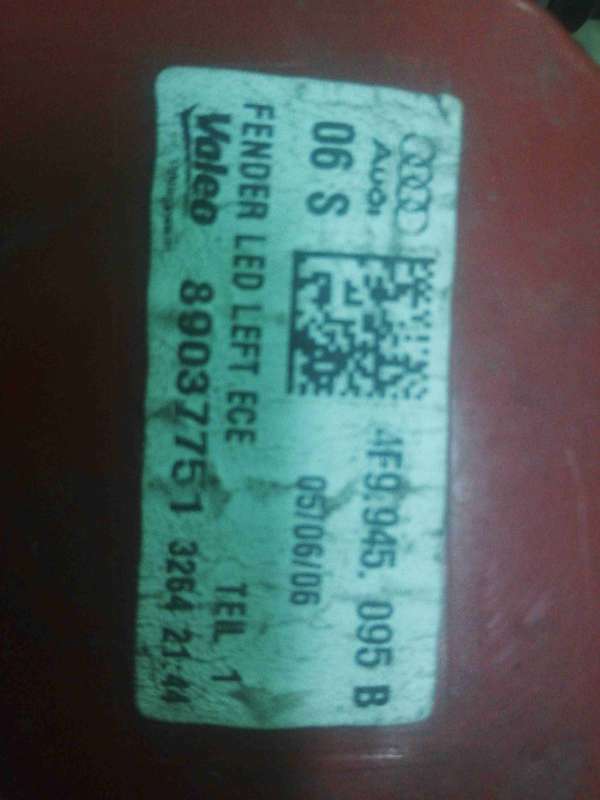 Audi
4F9.945. 095 B
06 S
05/06/06
FENDER LED LEFT ECE
TEIL 1
Valeo
89037751 3264 21:44